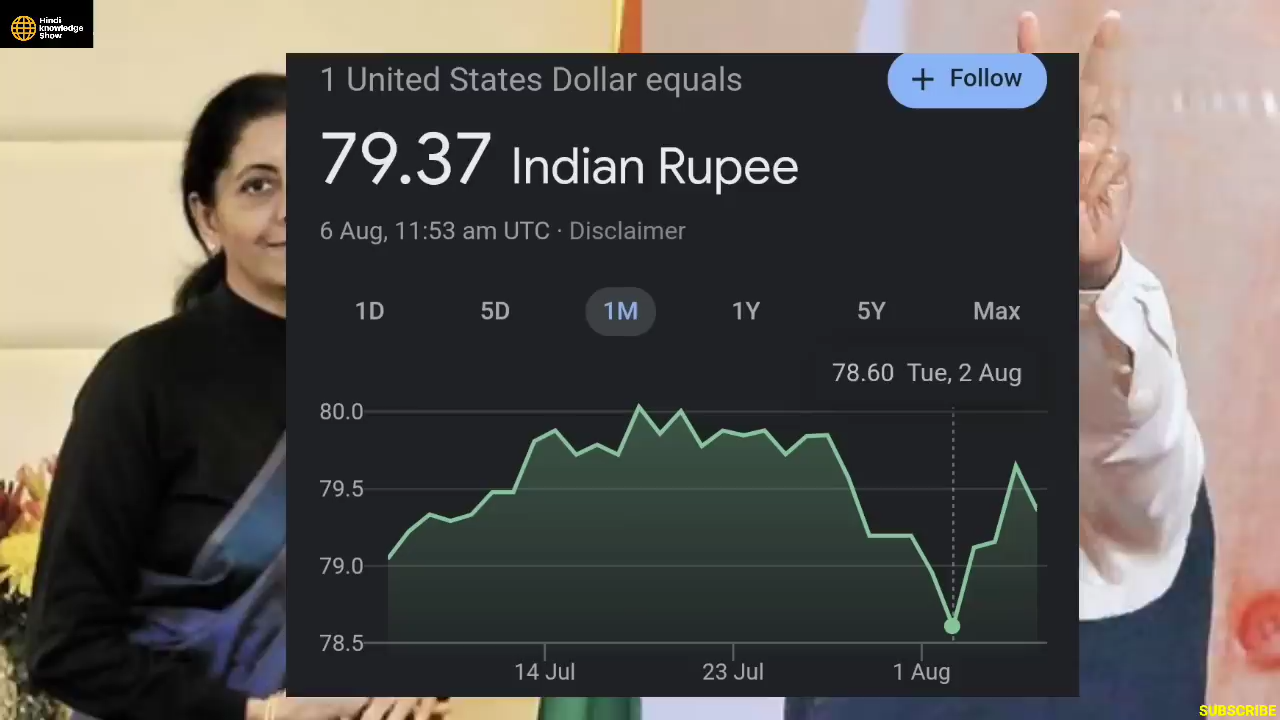 Hindi
knowledge
Show
1 United States Dollar equals
+ Follow
79.37 Indian Rupee
6 Aug, 11:53 am UTC · Disclaimer
1D 5D 1M 1Y 5Y Max
78.60 Tue, 2 Aug
80.0
79.5
79.0
78.5
14 Jul 23 Jul 1 Aug
SUBSCRIBE